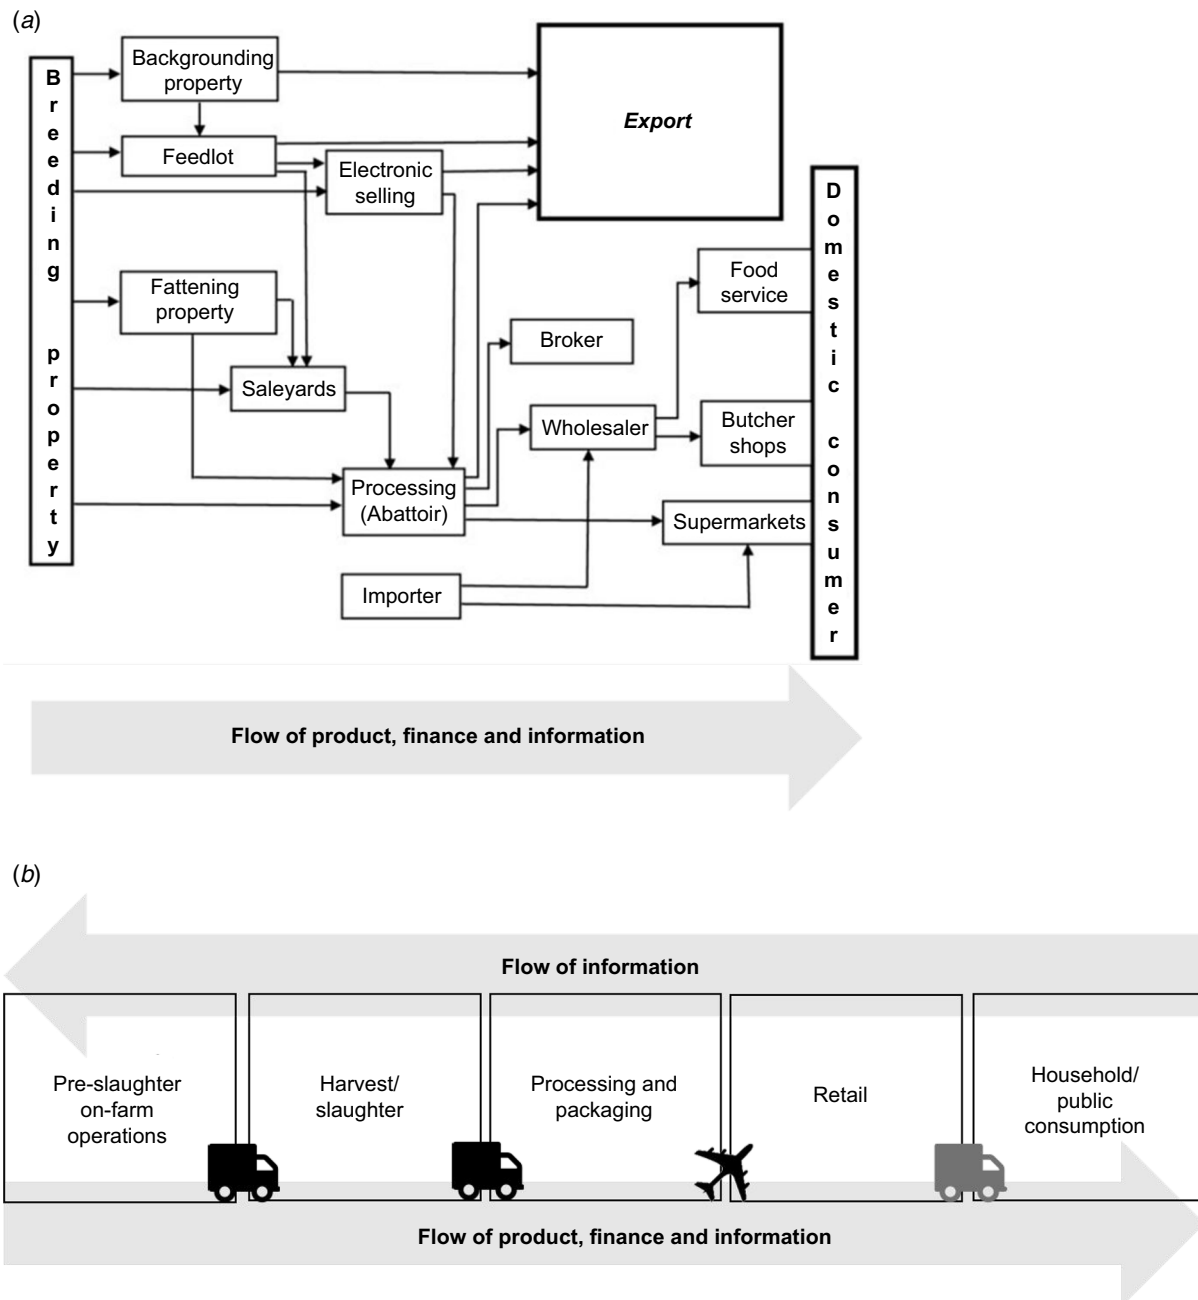 (a)
Breeding property
Backgrounding
property
Feedlot
Electronic
selling
Export
Fattening
property
Saleyards
Broker
Food
service
Wholesaler
Butcher
shops
Processing
(Abattoir)
Supermarkets
Importer
Domestic consumer
Flow of product, finance and information
(b)
Flow of information
Pre-slaughter
on-farm
operations
Harvest/
slaughter
Processing and
packaging
Retail
Household/
public
consumption
Flow of product, finance and information